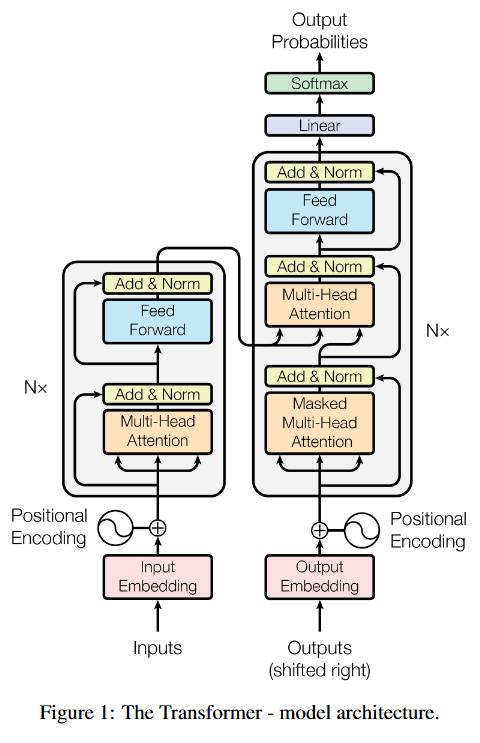 Output
Probabilities
Softmax
Linear
Add & Norm
Feed
Forward
Add & Norm
Multi-Head
Attention
N×
Add & Norm
Masked
Multi-Head
Attention
Add & Norm
Feed
Forward
N×
Add & Norm
Multi-Head
Attention
Positional
Encoding
Positional
Encoding
Input
Embedding
Output
Embedding
Inputs
Outputs
(shifted right)
Figure 1: The Transformer - model architecture.